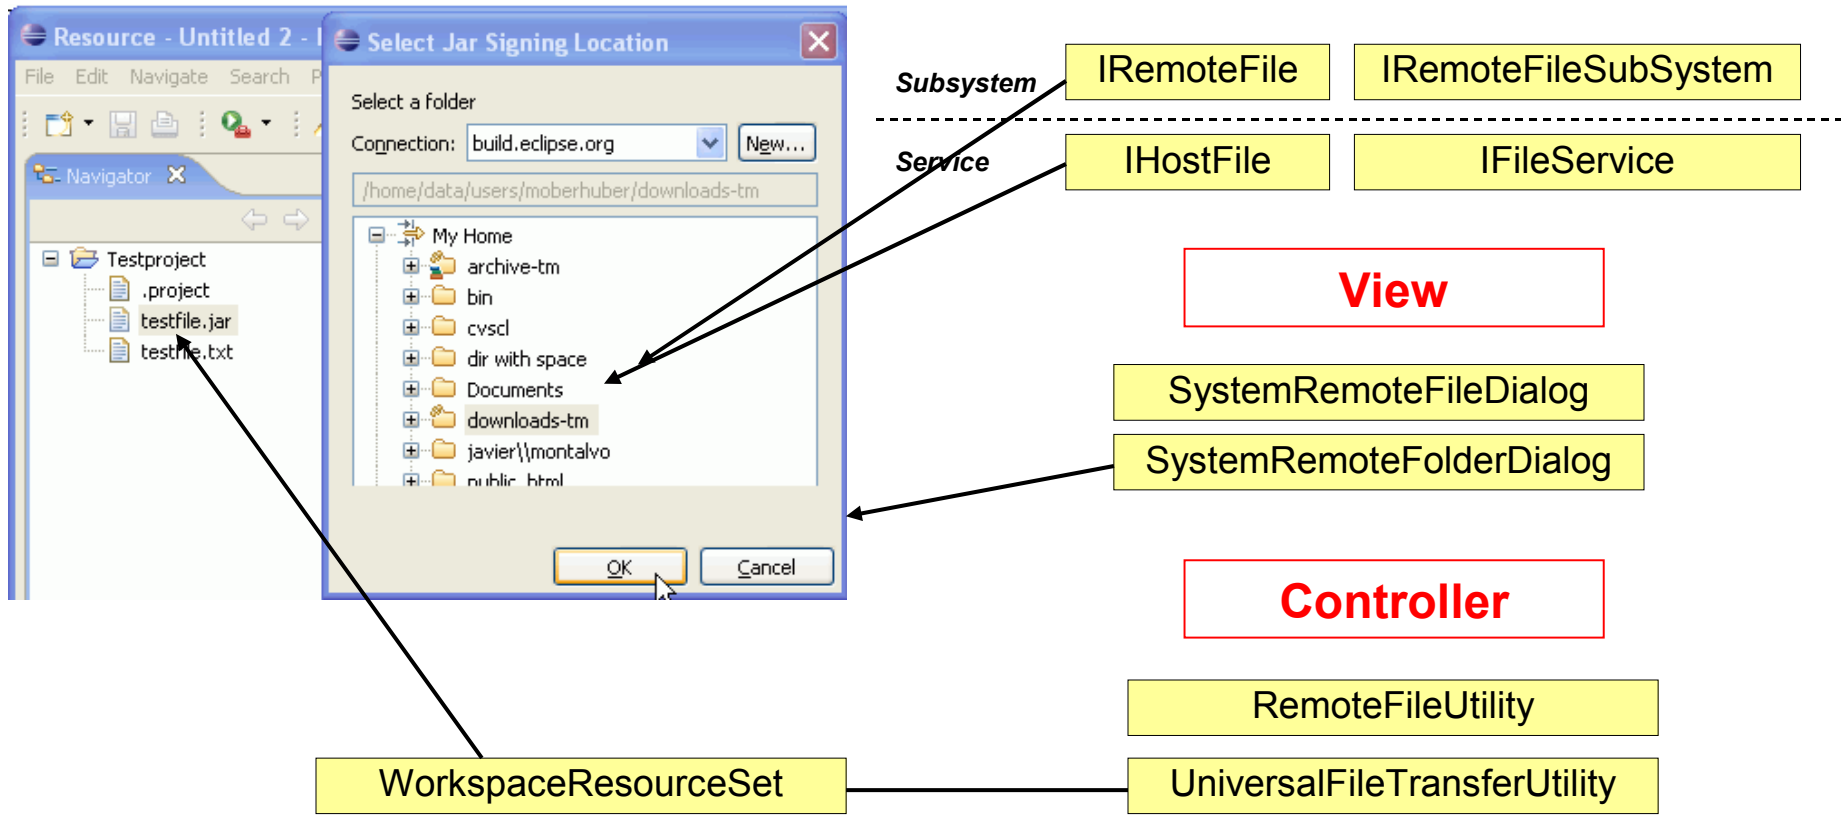 Resource - Untitled 2 -
File Edit Navigate Search
Navigator
Testproject
.project
testfile.jar
testfile.txt
Select Jar Signing Location
Select a folder
Connection: build.eclipse.org New...
/home/data/users/moberhuber/downloads-tm
My Home
archive-tm
bin
cvscl
dir with space
Documents
downloads-tm
javier\\montalvo
public_html
OK Cancel
Subsystem
IRemoteFile IRemoteFileSubSystem
Service
IHostFile IFileService
View
SystemRemoteFileDialog
SystemRemoteFolderDialog
Controller
RemoteFileUtility
WorkspaceResourceSet UniversalFileTransferUtility